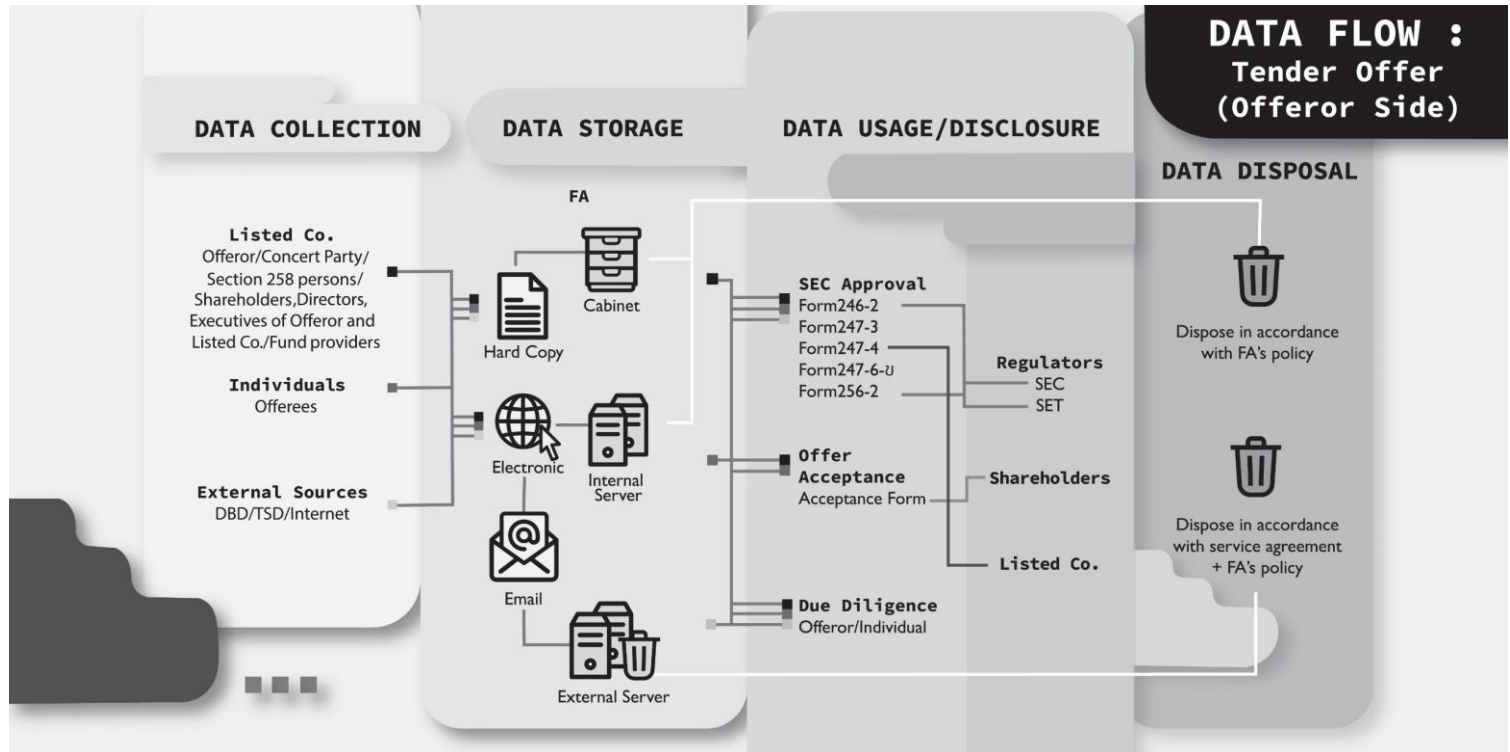 DATA FLOW :
Tender Offer
(Offeror Side)
DATA COLLECTION
Listed Co.
Offeror/Concert Party/
Section 258 persons/
Shareholders,Directors,
Executives of Offeror and
Listed Co./Fund providers
Individuals
Offerees
External Sources
DBD/TSD/Internet
DATA STORAGE
FA
Cabinet
Hard Copy
Electronic
Internal
Server
Email
External Server
DATA USAGE/DISCLOSURE
SEC Approval
Form246-2
Form247-3
Form247-4
Form247-6-ข
Form256-2
Regulators
SEC
SET
Offer
Acceptance
Acceptance Form
Shareholders
Listed Co.
Due Diligence
Offeror/Individual
DATA DISPOSAL
Dispose in accordance
with FA's policy
Dispose in accordance
with service agreement
+ FA's policy